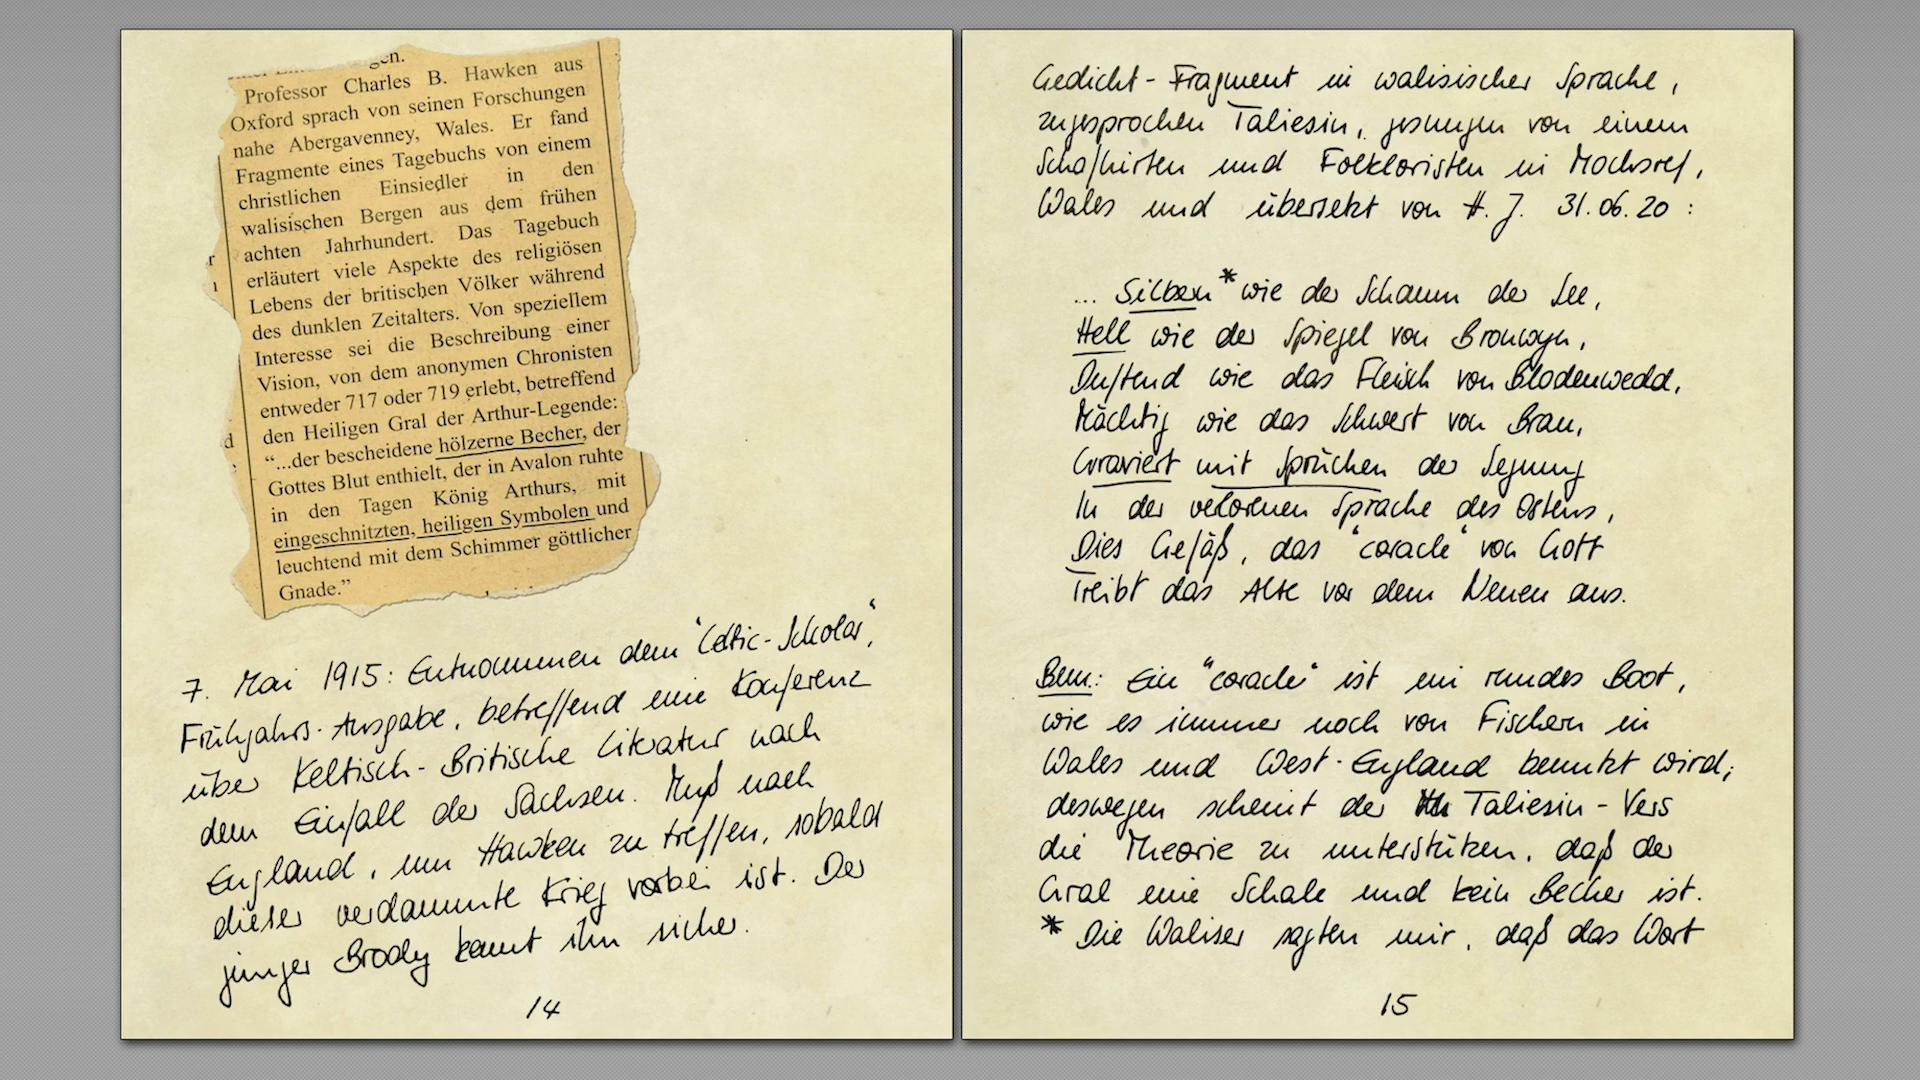 gen.
Professor Charles B. Hawken aus
Oxford sprach von seinen Forschungen
nahe Abergavenney, Wales. Er fand
Fragmente eines Tagebuchs von einem
christlichen Einsiedler in den
walisischen Bergen aus dem frühen
achten Jahrhundert. Das Tagebuch
erläutert viele Aspekte des religiösen
Lebens der britischen Völker während
des dunklen Zeitalters. Von speziellem
Interesse sei die Beschreibung einer
Vision, von dem anonymen Chronisten
entweder 717 oder 719 erlebt, betreffend
den Heiligen Gral der Arthur-Legende:
“...der bescheidene hölzerne Becher, der
Gottes Blut enthielt, der in Avalon ruhte
in den Tagen König Arthurs, mit
eingeschnitzten, heiligen Symbolen und
leuchtend mit dem Schimmer göttlicher
Gnade.”
7. Mai 1915: Entnommen dem "Celtic-Scholar",
Frühjahrs-Ausgabe, betreffend eine Konferenz
über Keltisch-Britische Literatur nach
dem Einfall der Sachsen. Muß nach
England, um Hawken zu treffen, sobald
dieser verdammte Krieg vorbei ist. Der
junger Brody kennt ihn sicher.
14
Gedicht-Fragment in walisischer Sprache,
zugesprochen Taliesin, gesungen von einem
Schafhirten und Folkloristen in Mochsref,
Wales und übersetzt von H. J. 31.06.20:
... Silbern* wie der Schaum der See,
Hell wie der Spiegel von Bronwyn,
Duftend wie das Fleisch von Blodenwedd,
Mächtig wie das Schwert von Bran,
Graviert mit Sprüchen der Segnung
In der verlorenen Sprache des Ostens,
Dies Gefäß, das "coracle" von Gott
Treibt das Alte vor dem Neuen aus.
Bem.: Ein "coracle" ist ein rundes Boot,
wie es immer noch von Fischern in
Wales und West-England benutzt wird;
deswegen scheint der Taliesin-Vers
die Theorie zu unterstützen, daß der
Gral eine Schale und kein Becher ist.
* Die Waliser sagten mir, daß das Wort
15